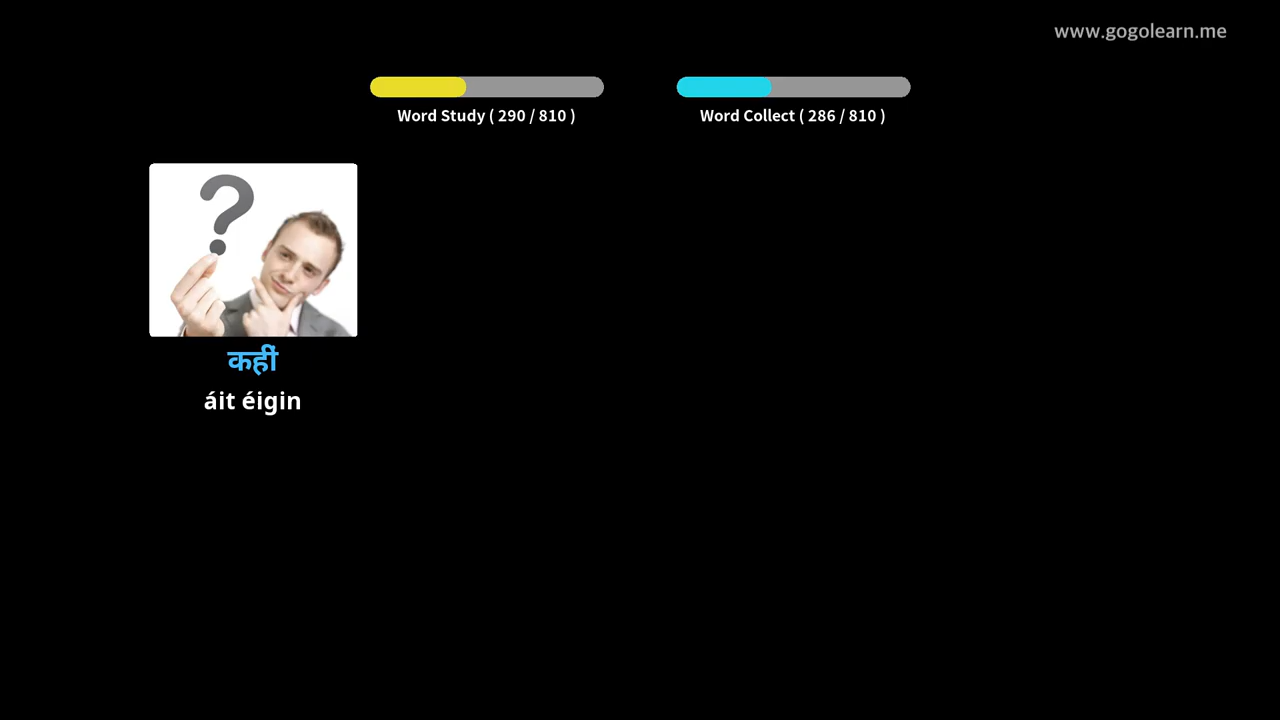 www.gogolearn.me
Word Study ( 290 / 810 )
Word Collect ( 286 / 810 )
?
कहीं
áit éigin